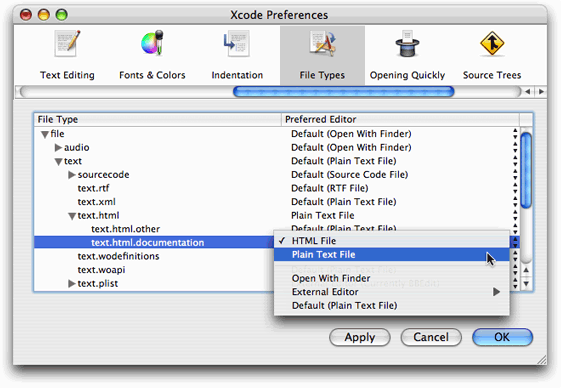 Xcode Preferences
Text Editing Fonts & Colors Indentation File Types Opening Quickly Source Trees
File Type Preferred Editor
file Default (Open With Finder)
audio Default (Open With Finder)
text Default (Plain Text File)
sourcecode Default (Source Code File)
text.rtf Default (RTF File)
text.xml Default (Plain Text File)
text.html Plain Text File
text.html.other Default (Plain Text File)
text.html.documentation ✓ HTML File
Plain Text File
text.wodefinitions
text.woapi Open With Finder
text.plist External Editor
Default (Plain Text File)
Apply Cancel OK